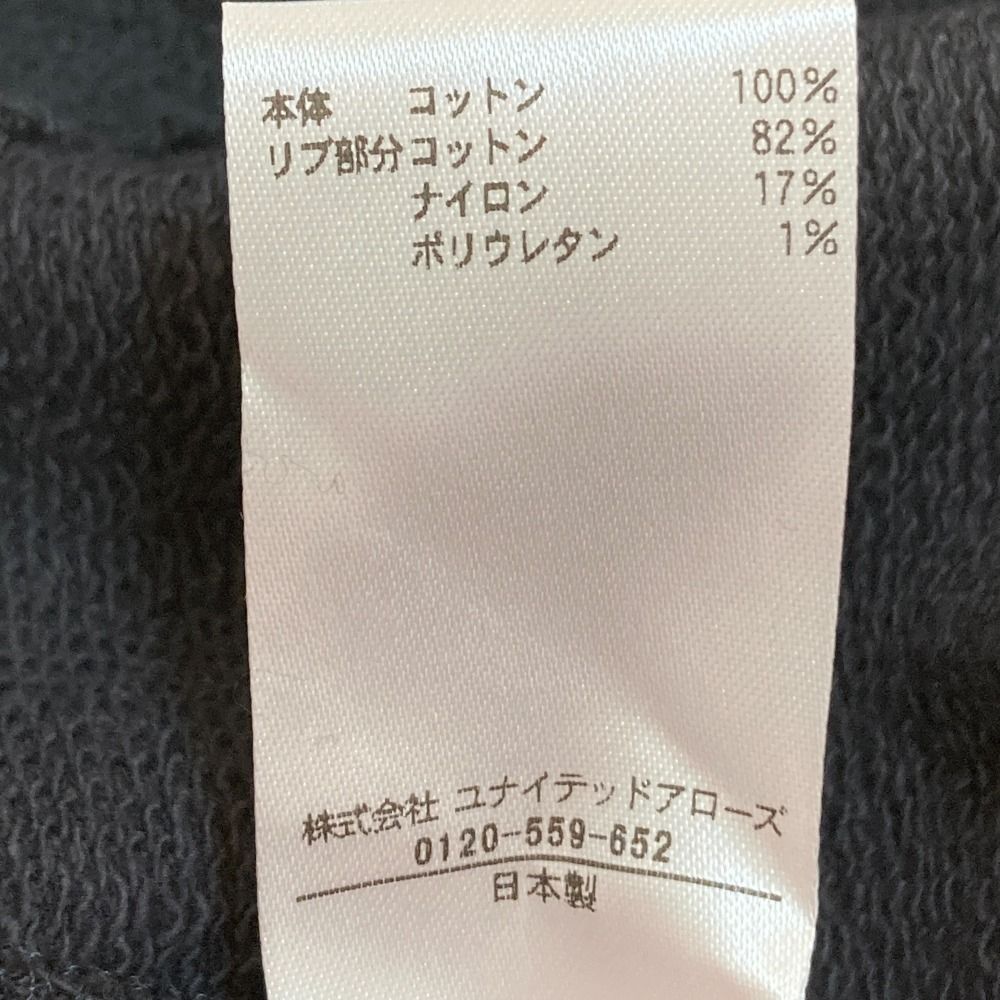 本体 コットン 100%
リブ部分 コットン 82%
ナイロン 17%
ポリウレタン 1%
株式会社 ユナイテッドアローズ
0120-559-652
日本製